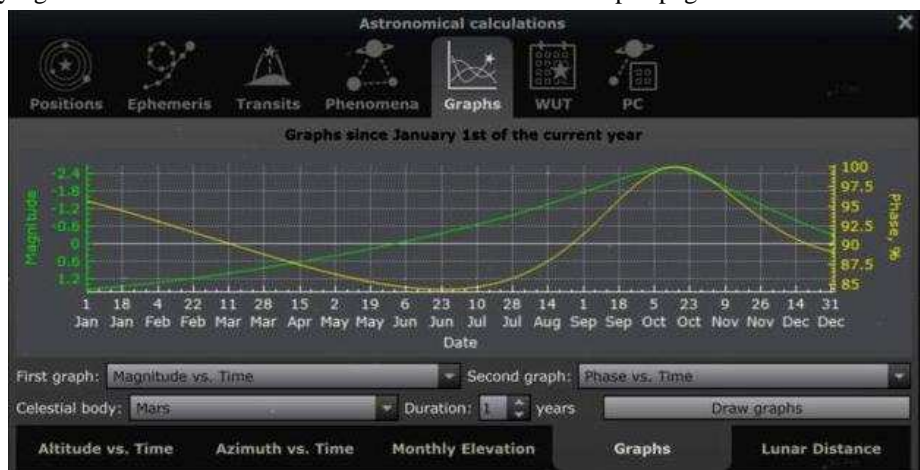 Astronomical calculations
Positions Ephemeris Transits Phenomena Graphs WUT PC
Graphs since January 1st of the current year
Magnitude
-2.4
-1.8
-1.2
-0.6
0
0.6
1.2
100
97.5
95
92.5
90
87.5
85
Phase, %
1 18 4 22 11 28 15 2 19 6 23 10 28 14 1 18 5 23 9 26 14 31
Jan Jan Feb Feb Mar Mar Apr May May Jun Jun Jul Jul Aug Sep Sep Oct Oct Nov Nov Dec Dec
Date
First graph: Magnitude vs. Time Second graph: Phase vs. Time
Celestial body: Mars Duration: 1 years Draw graphs
Altitude vs. Time Azimuth vs. Time Monthly Elevation Graphs Lunar Distance